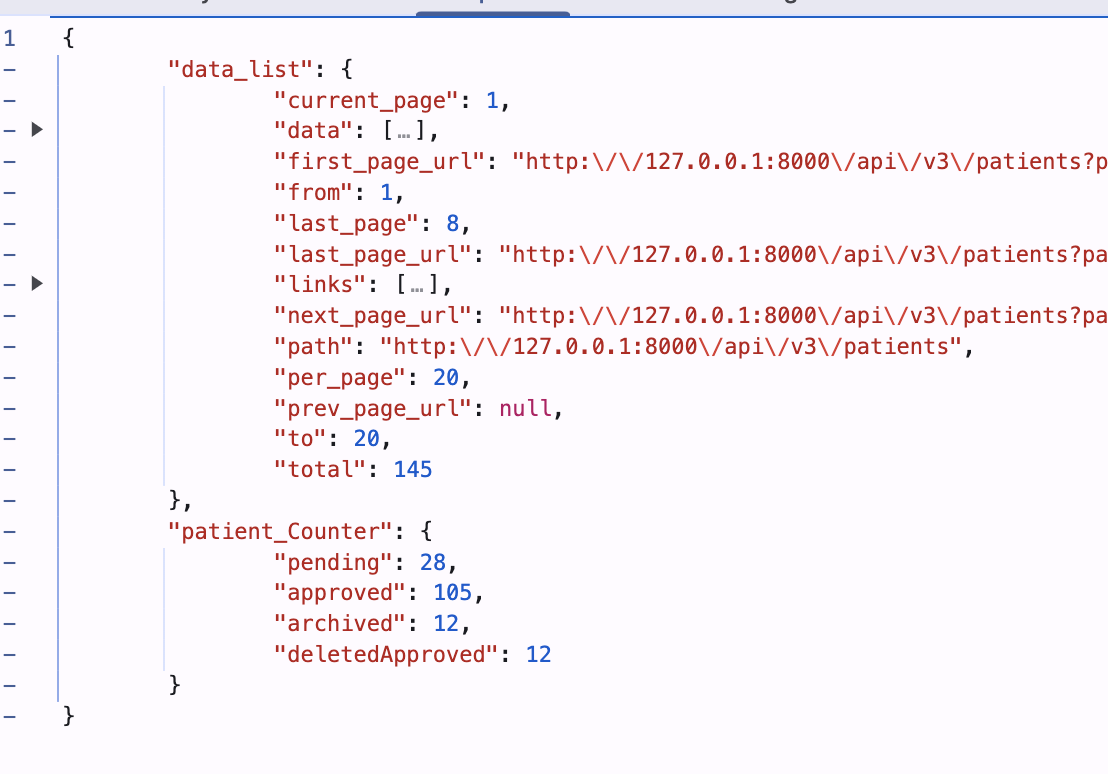 1 {
"data_list": {
"current_page": 1,
"data": […],
"first_page_url": "http:\/\/127.0.0.1:8000\/api\/v3\/patients?p
"from": 1,
"last_page": 8,
"last_page_url": "http:\/\/127.0.0.1:8000\/api\/v3\/patients?pa
"links": […],
"next_page_url": "http:\/\/127.0.0.1:8000\/api\/v3\/patients?pa
"path": "http:\/\/127.0.0.1:8000\/api\/v3\/patients",
"per_page": 20,
"prev_page_url": null,
"to": 20,
"total": 145
},
"patient_Counter": {
"pending": 28,
"approved": 105,
"archived": 12,
"deletedApproved": 12
}
}